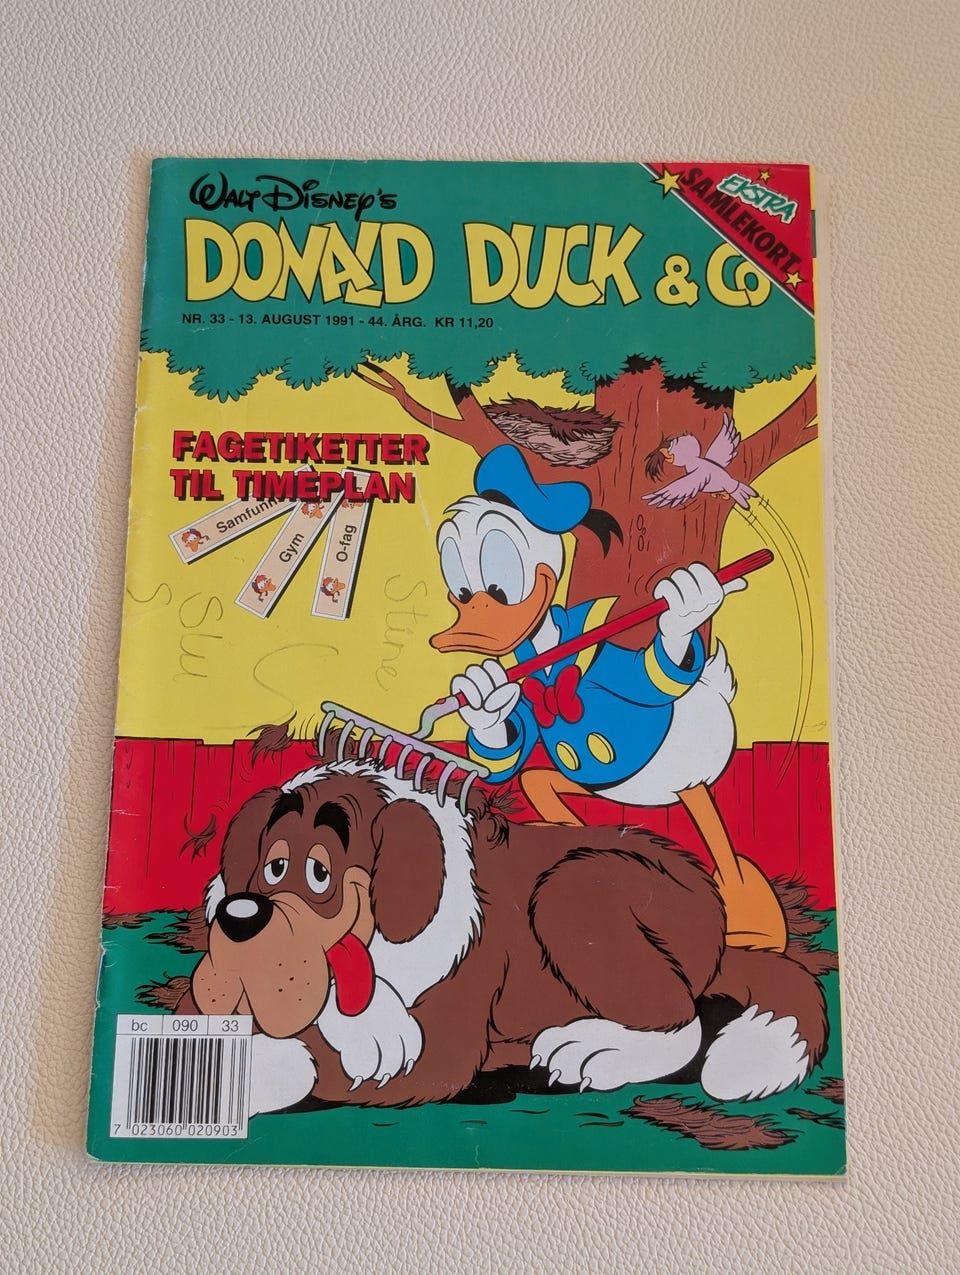 WALT DISNEY'S
DONALD DUCK & CO
EKSTRA
SAMLEKORT
NR. 33 - 13. AUGUST 1991 - 44. ÅRG. KR 11,20
FAGETIKETTER
TIL TIMEPLAN
Gym
O-fag
Stine
bc 090 33
7 023060 020903